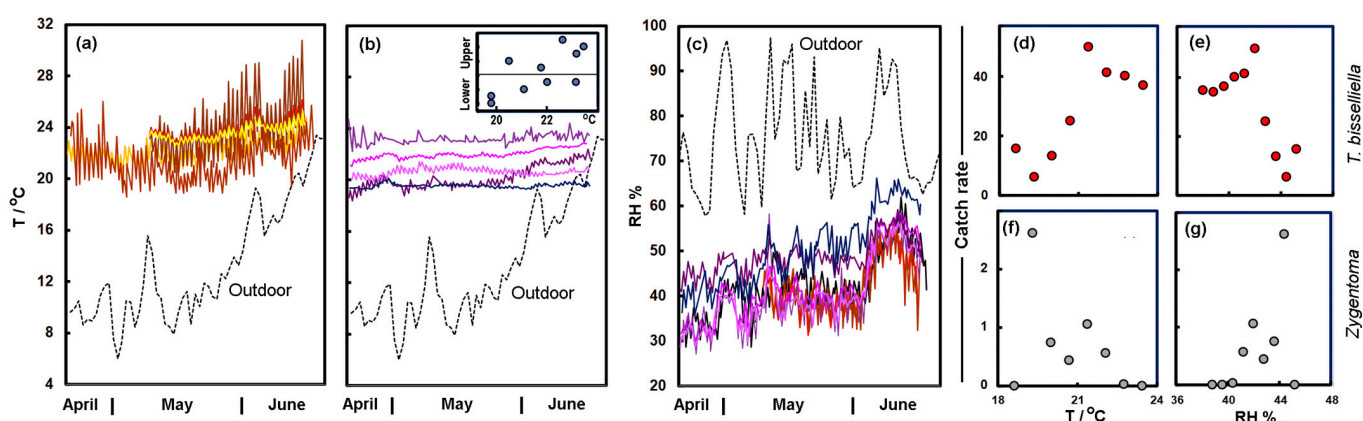 (a)
32
28
24
20
16
12
8
4
T / °C
Outdoor
April | May | June
(b)
Upper
Lower
20 22 °C
Outdoor
April | May | June
(c)
100
90
80
70
60
50
40
30
20
RH %
Outdoor
April | May | June
Catch rate
(d)
40
20
0
(e)
T. bisselliella
(f)
2
1
0
18 21 24
T / °C
(g)
36 40 44 48
RH %
Zygentoma